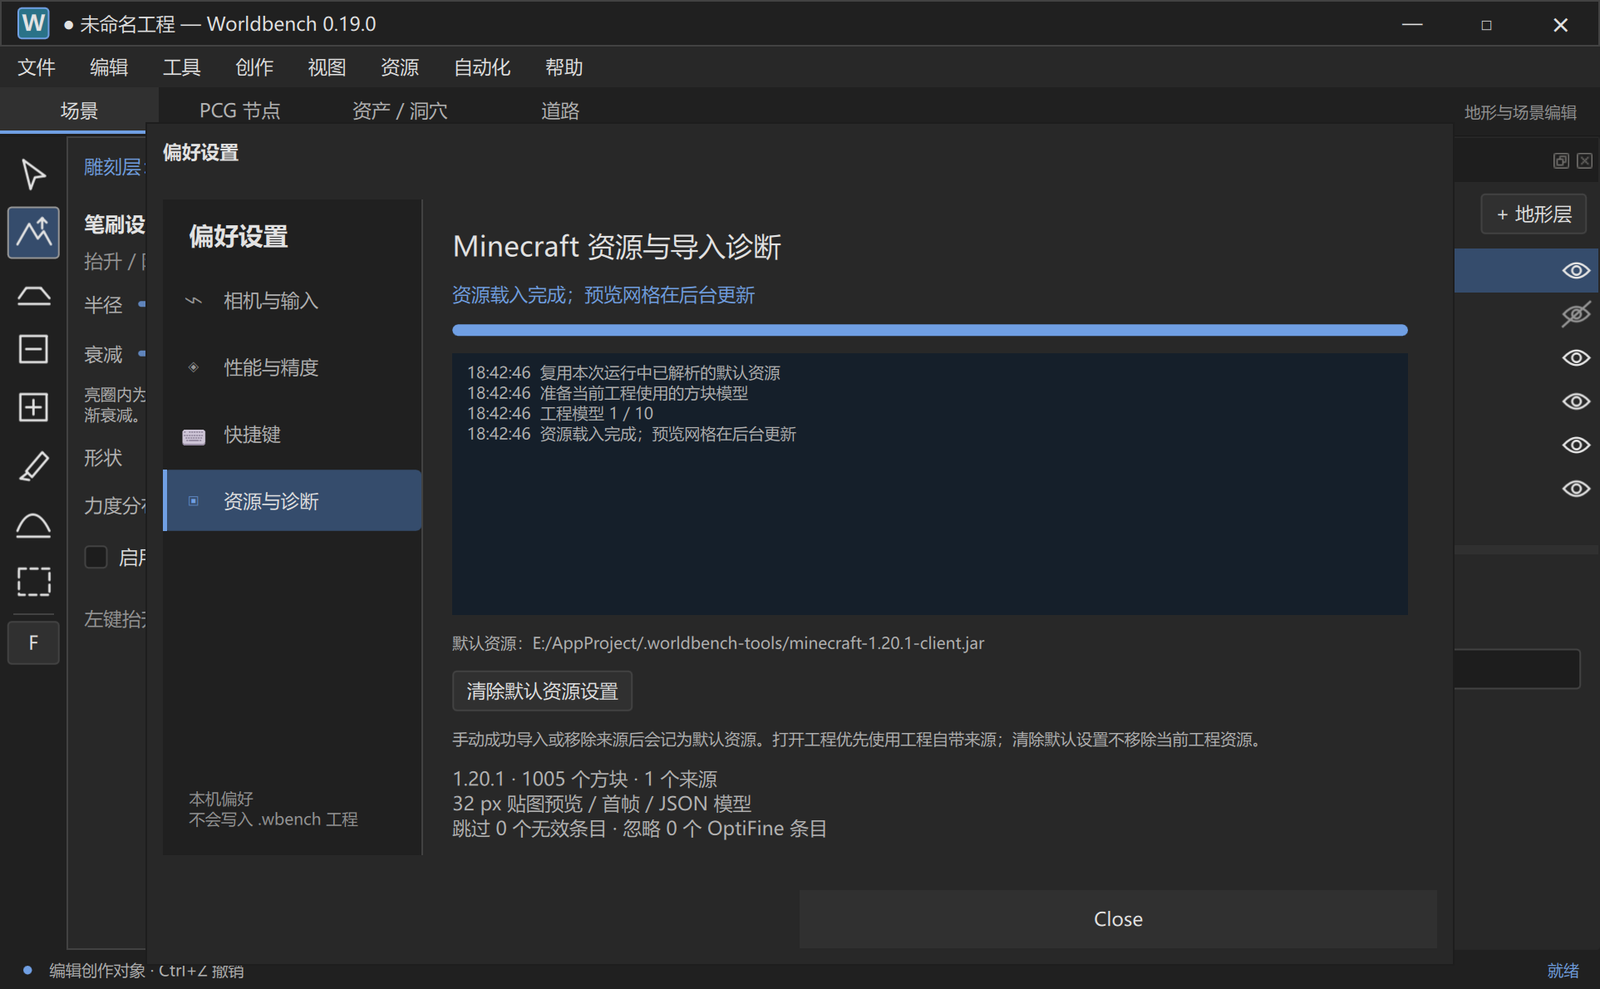 W ● 未命名工程 — Worldbench 0.19.0
文件 编辑 工具 创作 视图 资源 自动化 帮助
场景 PCG 节点 资产 / 洞穴 道路 地形与场景编辑
偏好设置
雕刻层:
笔刷设
抬升 /
半径
衰减
亮圈内为
渐衰减。
形状
力度分
启
左键抬
F
偏好设置
相机与输入
性能与精度
快捷键
资源与诊断
本机偏好
不会写入 .wbench 工程
Minecraft 资源与导入诊断
资源载入完成；预览网格在后台更新
18:42:46 复用本次运行中已解析的默认资源
18:42:46 准备当前工程使用的方块模型
18:42:46 工程模型 1 / 10
18:42:46 资源载入完成；预览网格在后台更新
默认资源：E:/AppProject/.worldbench-tools/minecraft-1.20.1-client.jar
清除默认资源设置
手动成功导入或移除来源后会记为默认资源。打开工程优先使用工程自带来源；清除默认设置不移除当前工程资源。
1.20.1 · 1005 个方块 · 1 个来源
32 px 贴图预览 / 首帧 / JSON 模型
跳过 0 个无效条目 · 忽略 0 个 OptiFine 条目
Close
+ 地形层
编辑创作对象 · Ctrl+Z 撤销
就绪